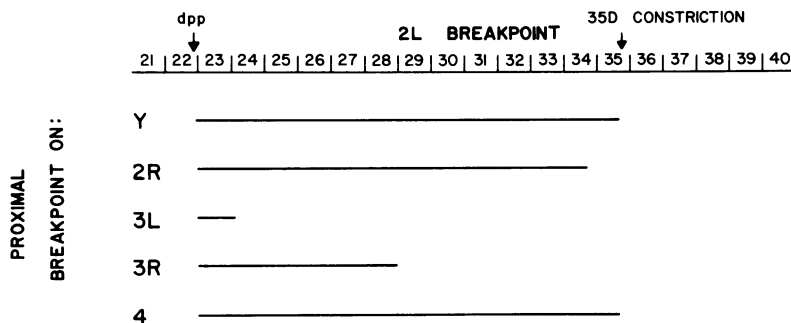 dpp
2L BREAKPOINT
35D CONSTRICTION
21 | 22 | 23 | 24 | 25 | 26 | 27 | 28 | 29 | 30 | 31 | 32 | 33 | 34 | 35 | 36 | 37 | 38 | 39 | 40
PROXIMAL
BREAKPOINT ON:
Y
2R
3L
3R
4